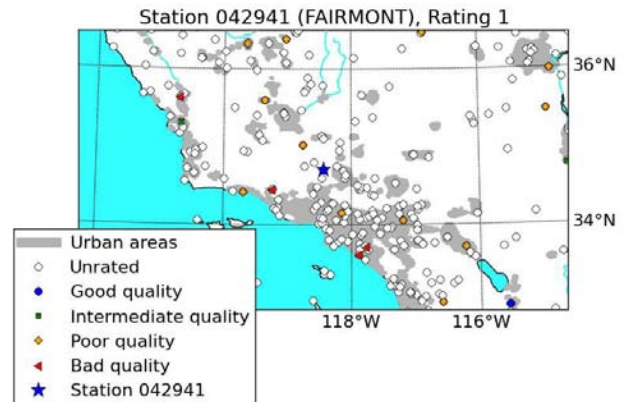 Station 042941 (FAIRMONT), Rating 1
36°N
34°N
118°W
116°W
Urban areas
Unrated
Good quality
Intermediate quality
Poor quality
Bad quality
Station 042941